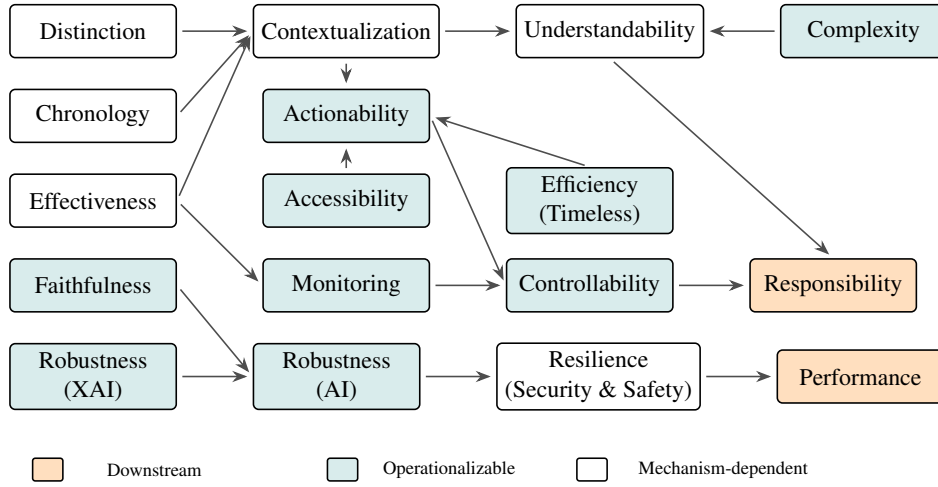 Distinction
Contextualization
Understandability
Complexity
Chronology
Actionability
Effectiveness
Accessibility
Efficiency
(Timeless)
Faithfulness
Monitoring
Controllability
Responsibility
Robustness
(XAI)
Robustness
(AI)
Resilience
(Security & Safety)
Performance
Downstream
Operationalizable
Mechanism-dependent